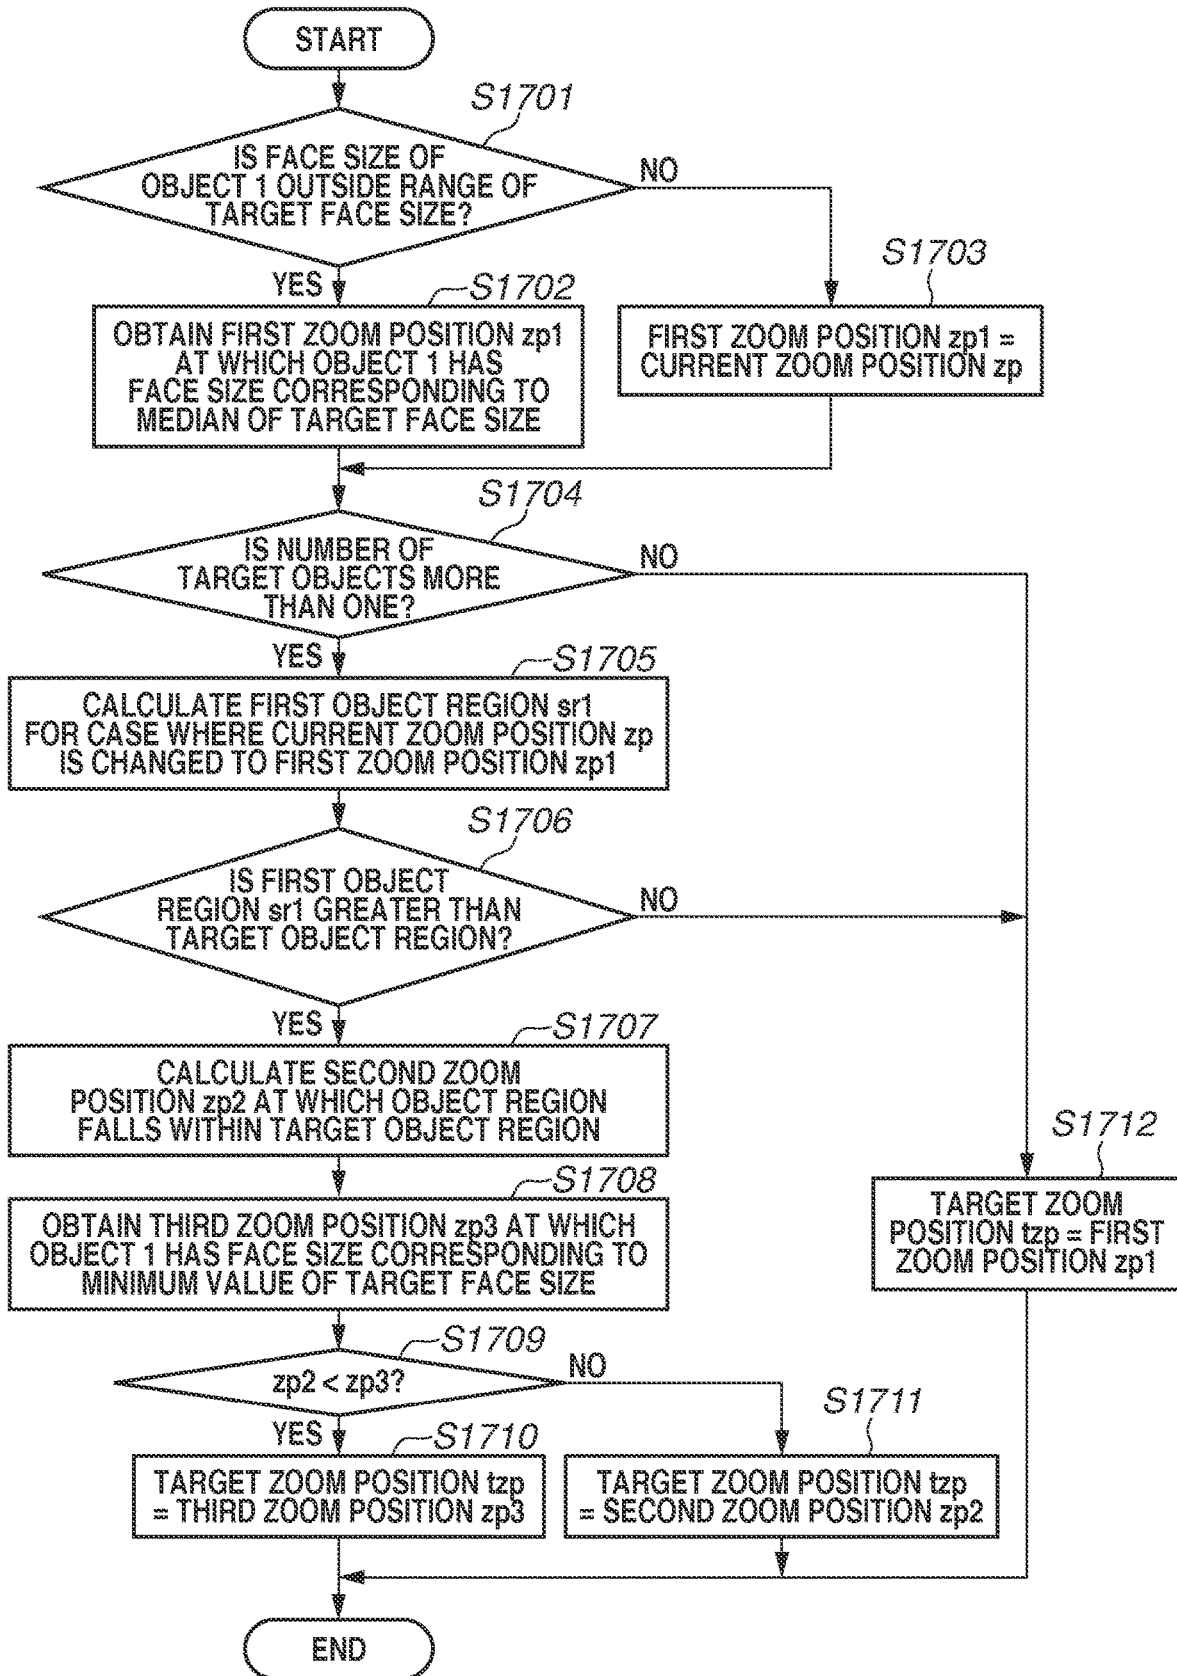 START
S1701
IS FACE SIZE OF
OBJECT 1 OUTSIDE RANGE OF
TARGET FACE SIZE?
NO
YES
S1702
OBTAIN FIRST ZOOM POSITION zp1
AT WHICH OBJECT 1 HAS
FACE SIZE CORRESPONDING TO
MEDIAN OF TARGET FACE SIZE
S1703
FIRST ZOOM POSITION zp1 =
CURRENT ZOOM POSITION zp
S1704
IS NUMBER OF
TARGET OBJECTS MORE
THAN ONE?
NO
YES
S1705
CALCULATE FIRST OBJECT REGION sr1
FOR CASE WHERE CURRENT ZOOM POSITION zp
IS CHANGED TO FIRST ZOOM POSITION zp1
S1706
IS FIRST OBJECT
REGION sr1 GREATER THAN
TARGET OBJECT REGION?
NO
YES
S1707
CALCULATE SECOND ZOOM
POSITION zp2 AT WHICH OBJECT REGION
FALLS WITHIN TARGET OBJECT REGION
S1708
OBTAIN THIRD ZOOM POSITION zp3 AT WHICH
OBJECT 1 HAS FACE SIZE CORRESPONDING TO
MINIMUM VALUE OF TARGET FACE SIZE
S1712
TARGET ZOOM
POSITION tzp = FIRST
ZOOM POSITION zp1
S1709
zp2 < zp3?
NO
YES
S1710
TARGET ZOOM POSITION tzp
= THIRD ZOOM POSITION zp3
S1711
TARGET ZOOM POSITION tzp
= SECOND ZOOM POSITION zp2
END